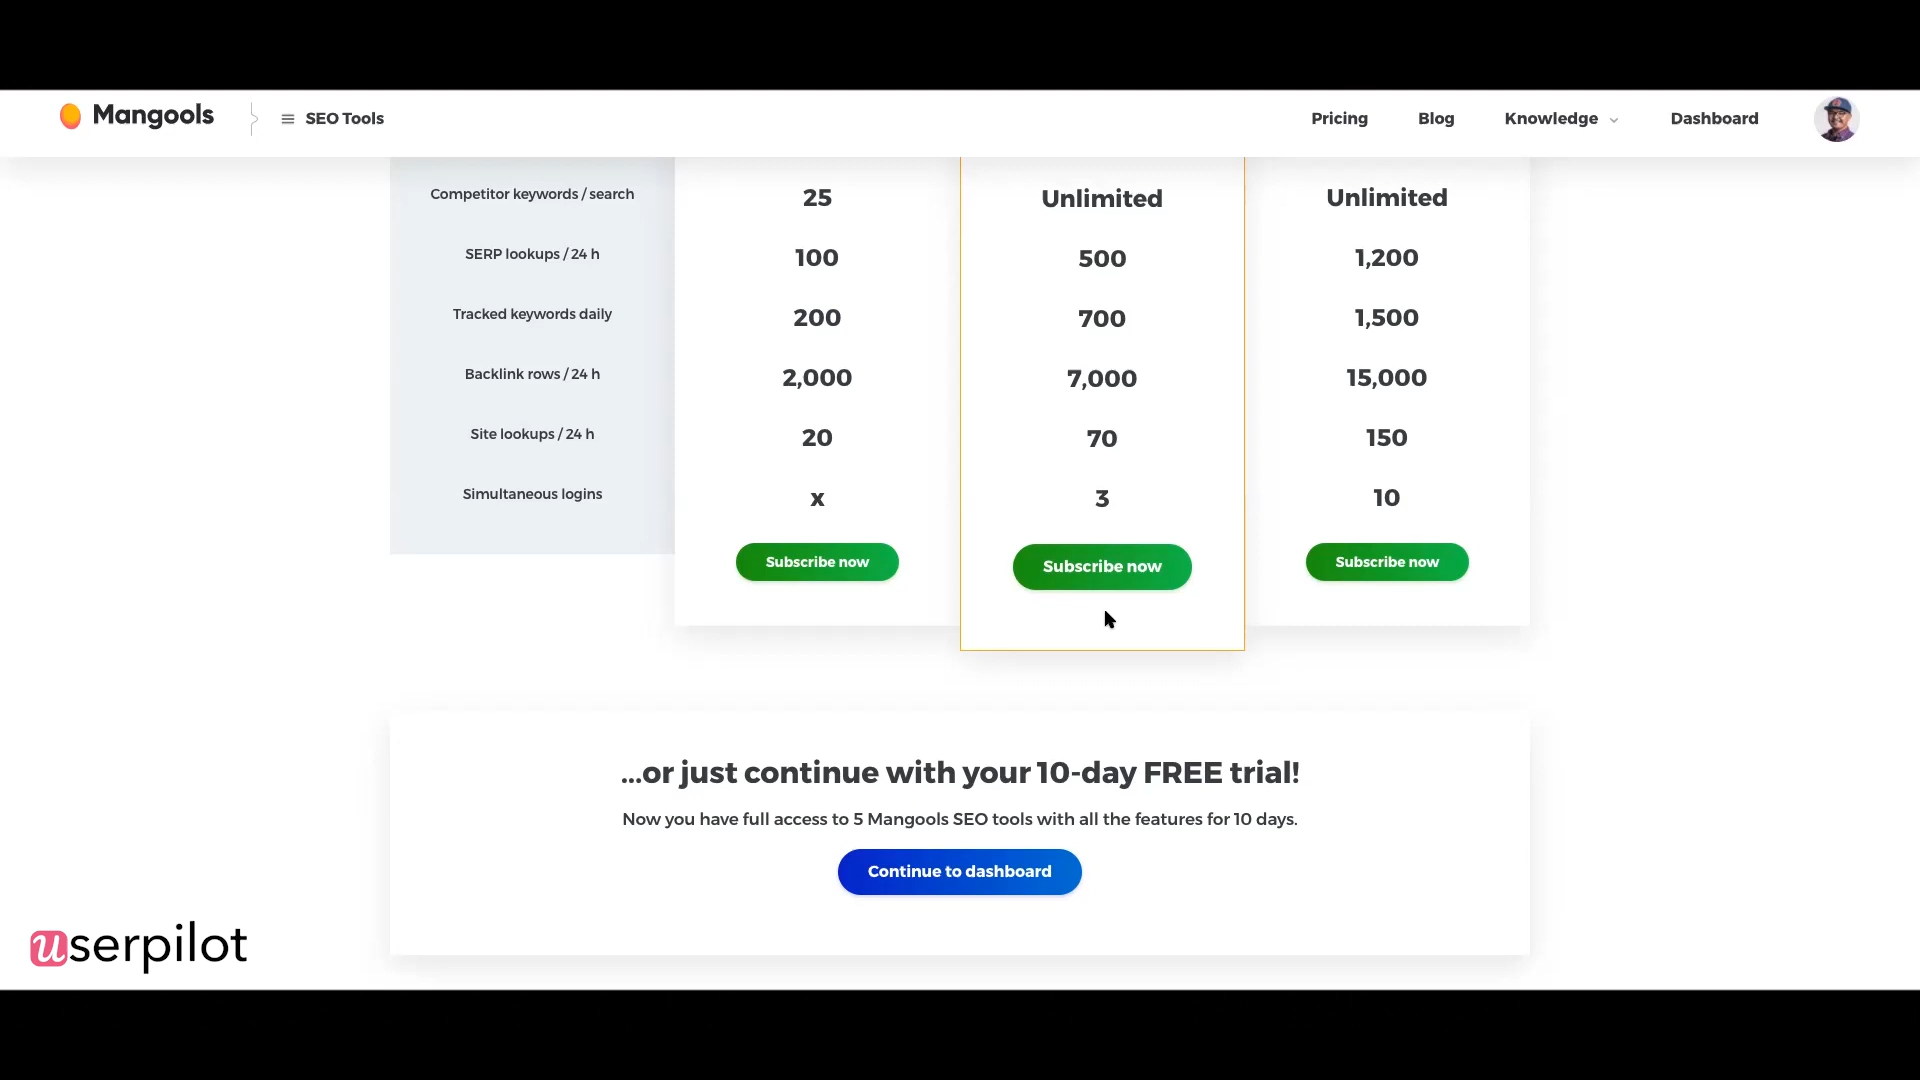 Mangools
SEO Tools
Pricing
Blog
Knowledge
Dashboard
Competitor keywords / search 25 Unlimited Unlimited
SERP lookups / 24 h 100 500 1,200
Tracked keywords daily 200 700 1,500
Backlink rows / 24 h 2,000 7,000 15,000
Site lookups / 24 h 20 70 150
Simultaneous logins x 3 10
Subscribe now Subscribe now Subscribe now
...or just continue with your 10-day FREE trial!
Now you have full access to 5 Mangools SEO tools with all the features for 10 days.
Continue to dashboard
userpilot